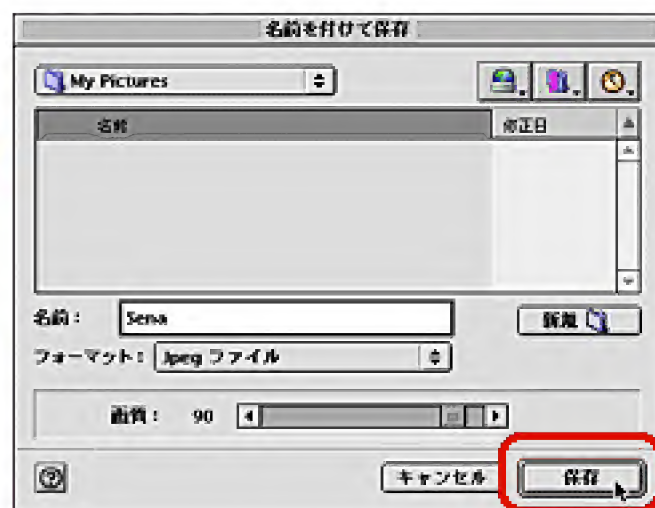 名前を付けて保存
My Pictures
名前 修正日
名前： Sena
新規
フォーマット： Jpeg ファイル
画質： 90
キャンセル 保存